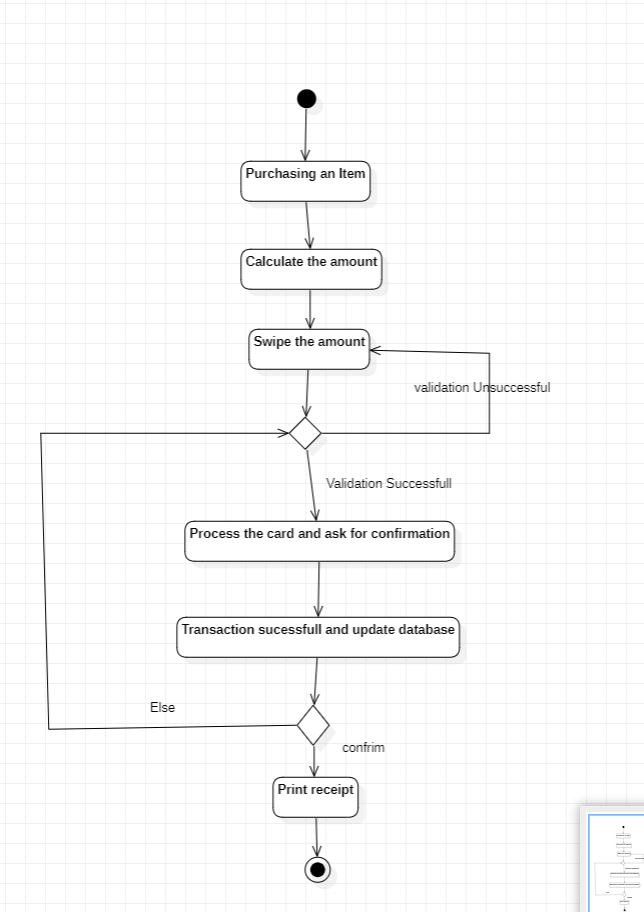 Purchasing an Item
Calculate the amount
Swipe the amount
validation Unsuccessful
Validation Successfull
Process the card and ask for confirmation
Transaction sucessfull and update database
Else
confrim
Print receipt